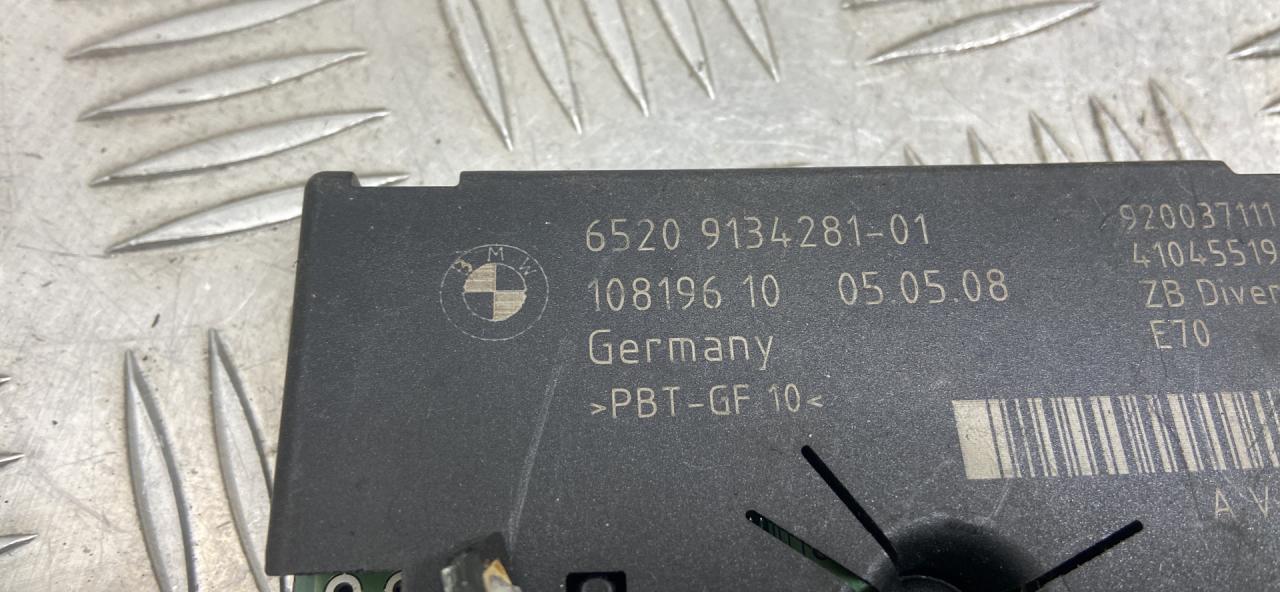 BMW
6520 9134281-01
108196 10 05.05.08
Germany
>PBT-GF 10<
920037111
41045519
ZB Diver
E70
A V